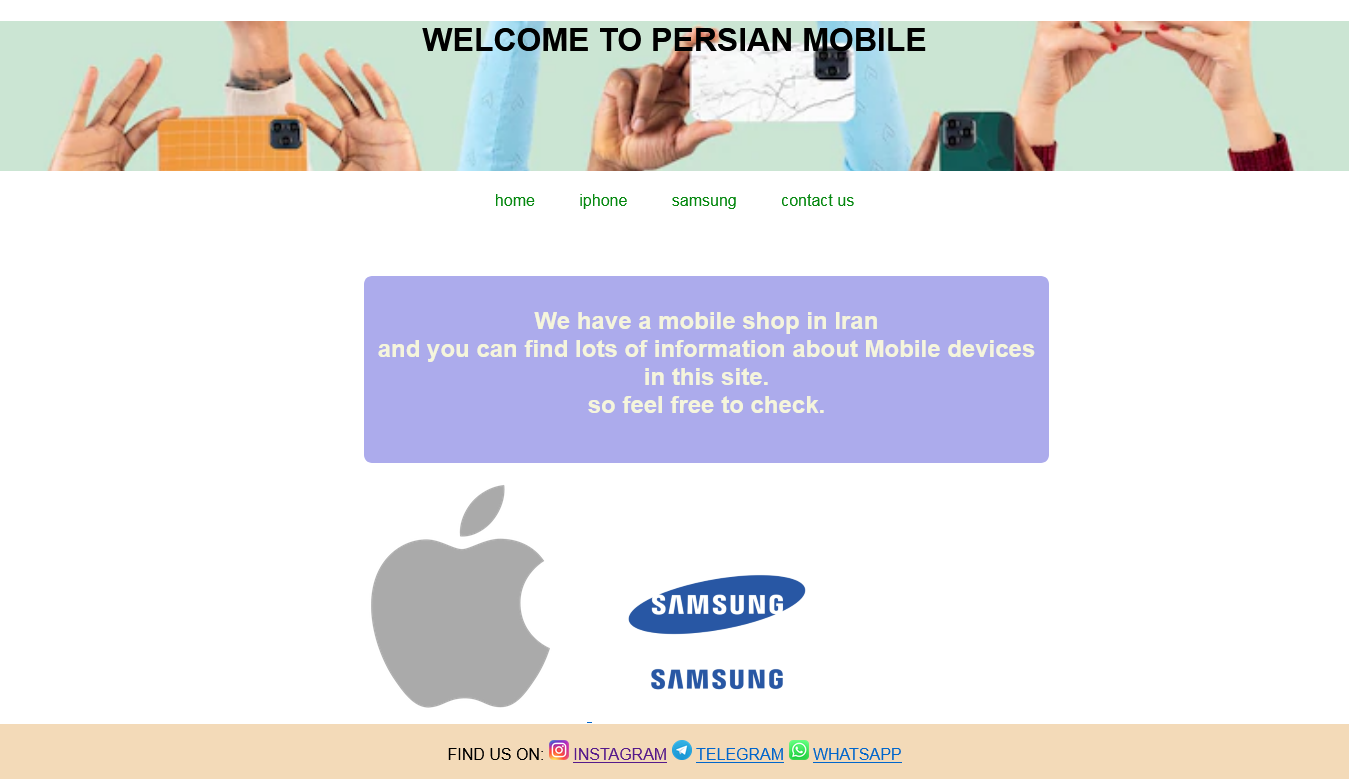 WELCOME TO PERSIAN MOBILE
home iphone samsung contact us
We have a mobile shop in Iran
and you can find lots of information about Mobile devices
in this site.
so feel free to check.
SAMSUNG
SAMSUNG
FIND US ON: INSTAGRAM TELEGRAM WHATSAPP